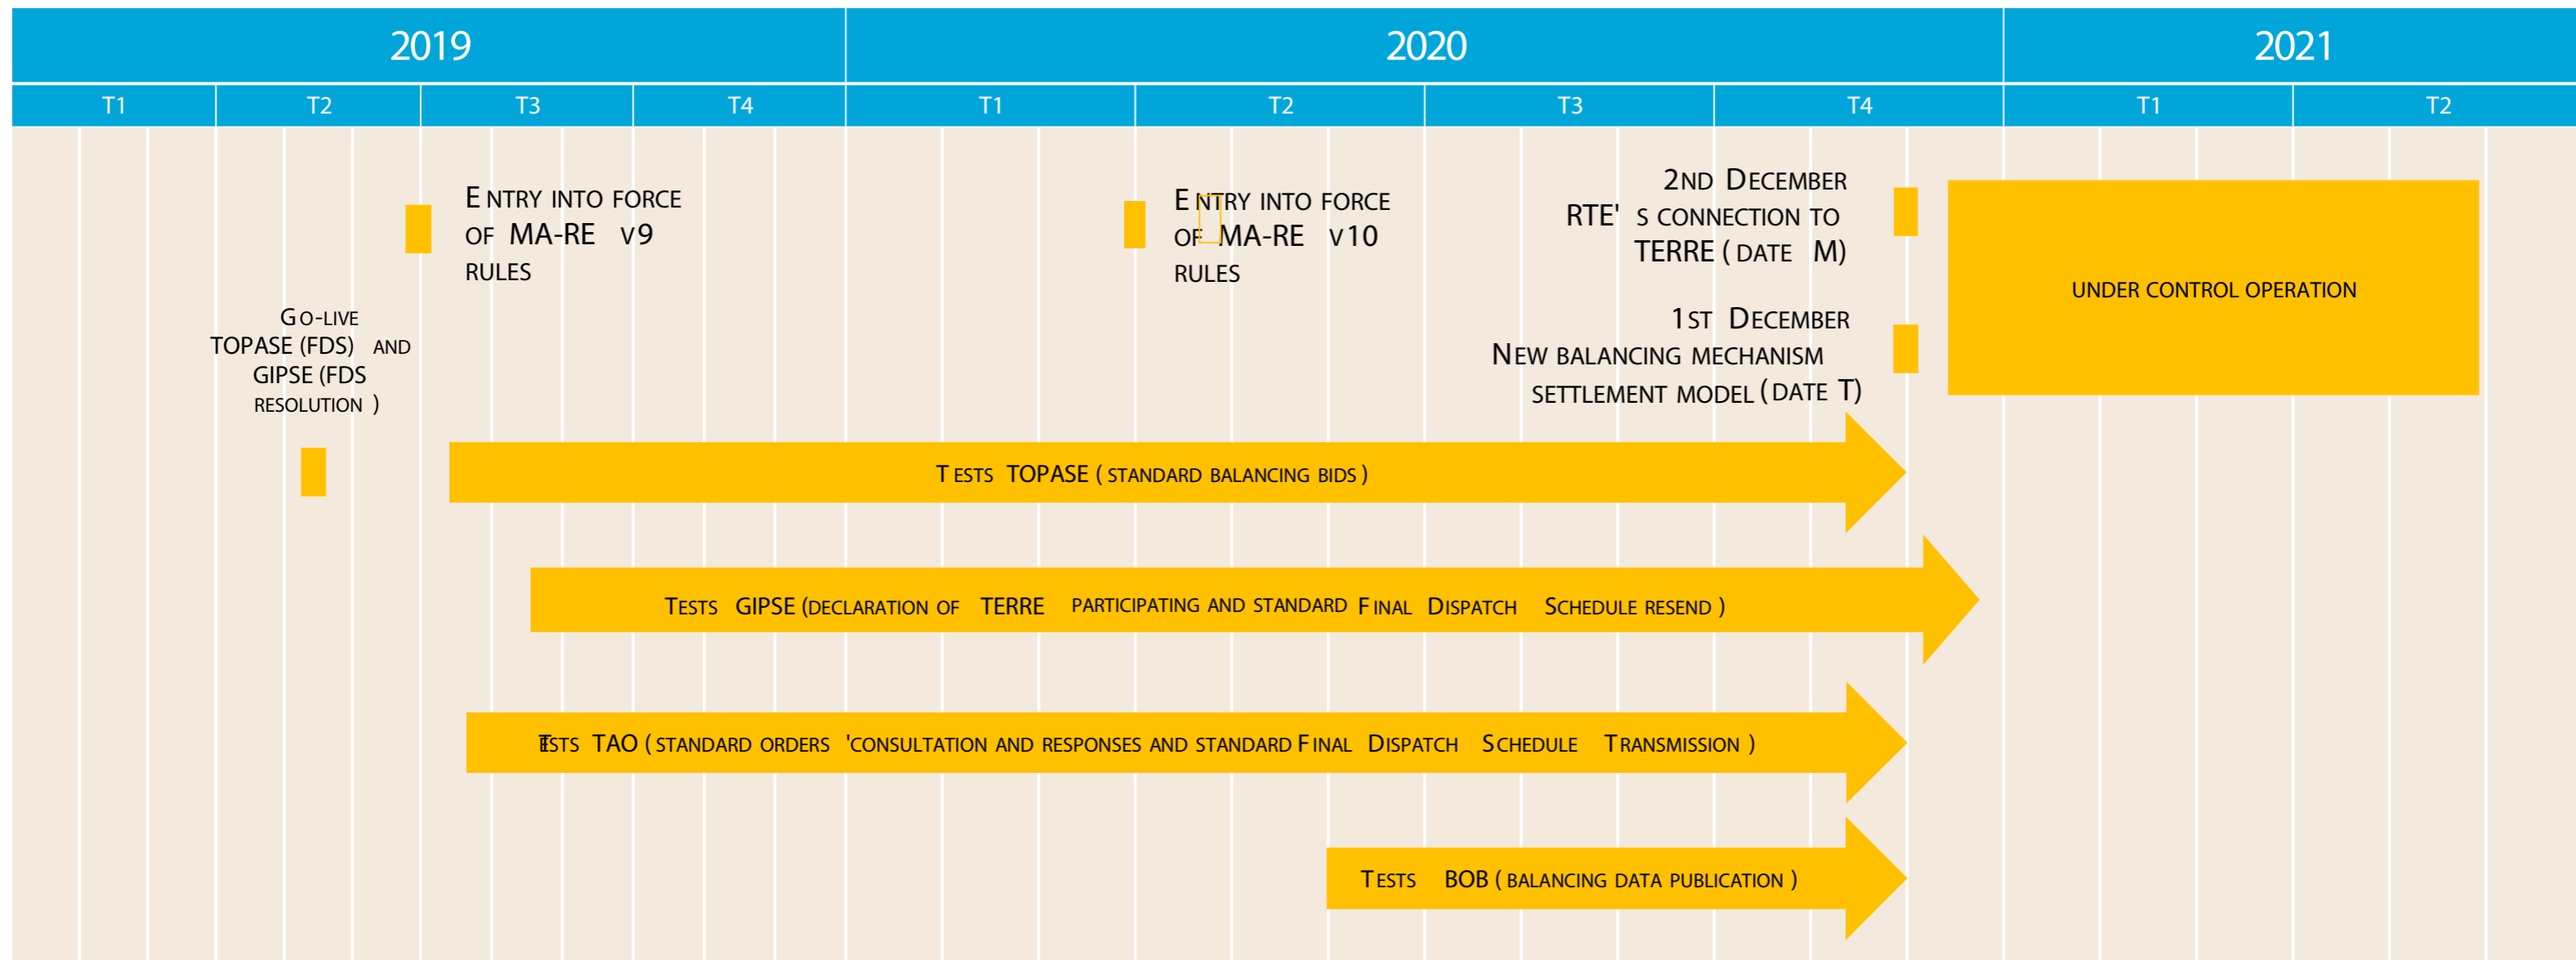 2019 2020 2021
T1 T2 T3 T4 T1 T2 T3 T4 T1 T2
ENTRY INTO FORCE
OF MA-RE V9
RULES
ENTRY INTO FORCE
OF MA-RE V10
RULES
2ND DECEMBER
RTE'S CONNECTION TO
TERRE (DATE M)
UNDER CONTROL OPERATION
GO-LIVE
TOPASE (FDS) AND
GIPSE (FDS
RESOLUTION )
1ST DECEMBER
NEW BALANCING MECHANISM
SETTLEMENT MODEL (DATE T)
TESTS TOPASE ( STANDARD BALANCING BIDS )
TESTS GIPSE (DECLARATION OF TERRE PARTICIPATING AND STANDARD FINAL DISPATCH SCHEDULE RESEND )
TESTS TAO ( STANDARD ORDERS 'CONSULTATION AND RESPONSES AND STANDARD FINAL DISPATCH SCHEDULE TRANSMISSION )
TESTS BOB ( BALANCING DATA PUBLICATION )